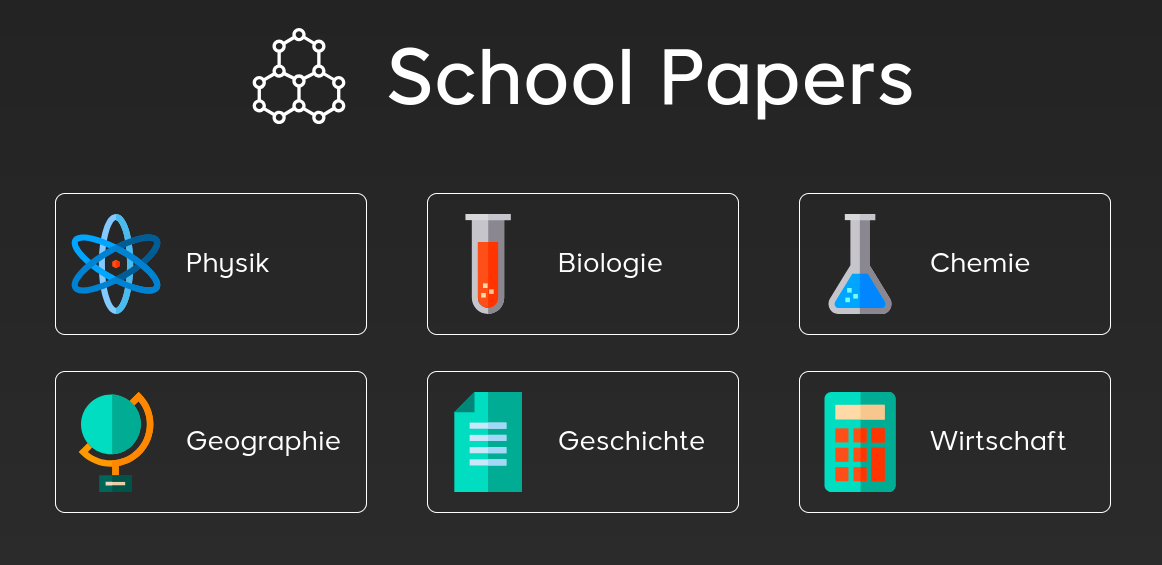 School Papers
Physik
Biologie
Chemie
Geographie
Geschichte
Wirtschaft